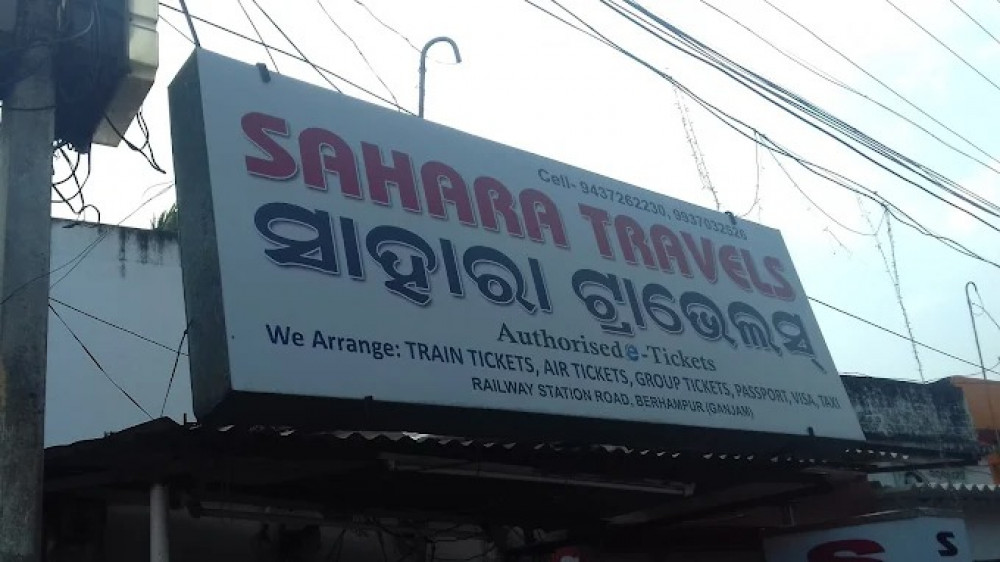 Cell- 9437262230, 9937032526
SAHARA TRAVELS
ସାହାରା ଟ୍ରାଭେଲସ୍
Authorised e-Tickets
We Arrange: TRAIN TICKETS, AIR TICKETS, GROUP TICKETS, PASSPORT, VISA, TAXI
RAILWAY STATION ROAD, BERHAMPUR (GANJAM)
S S